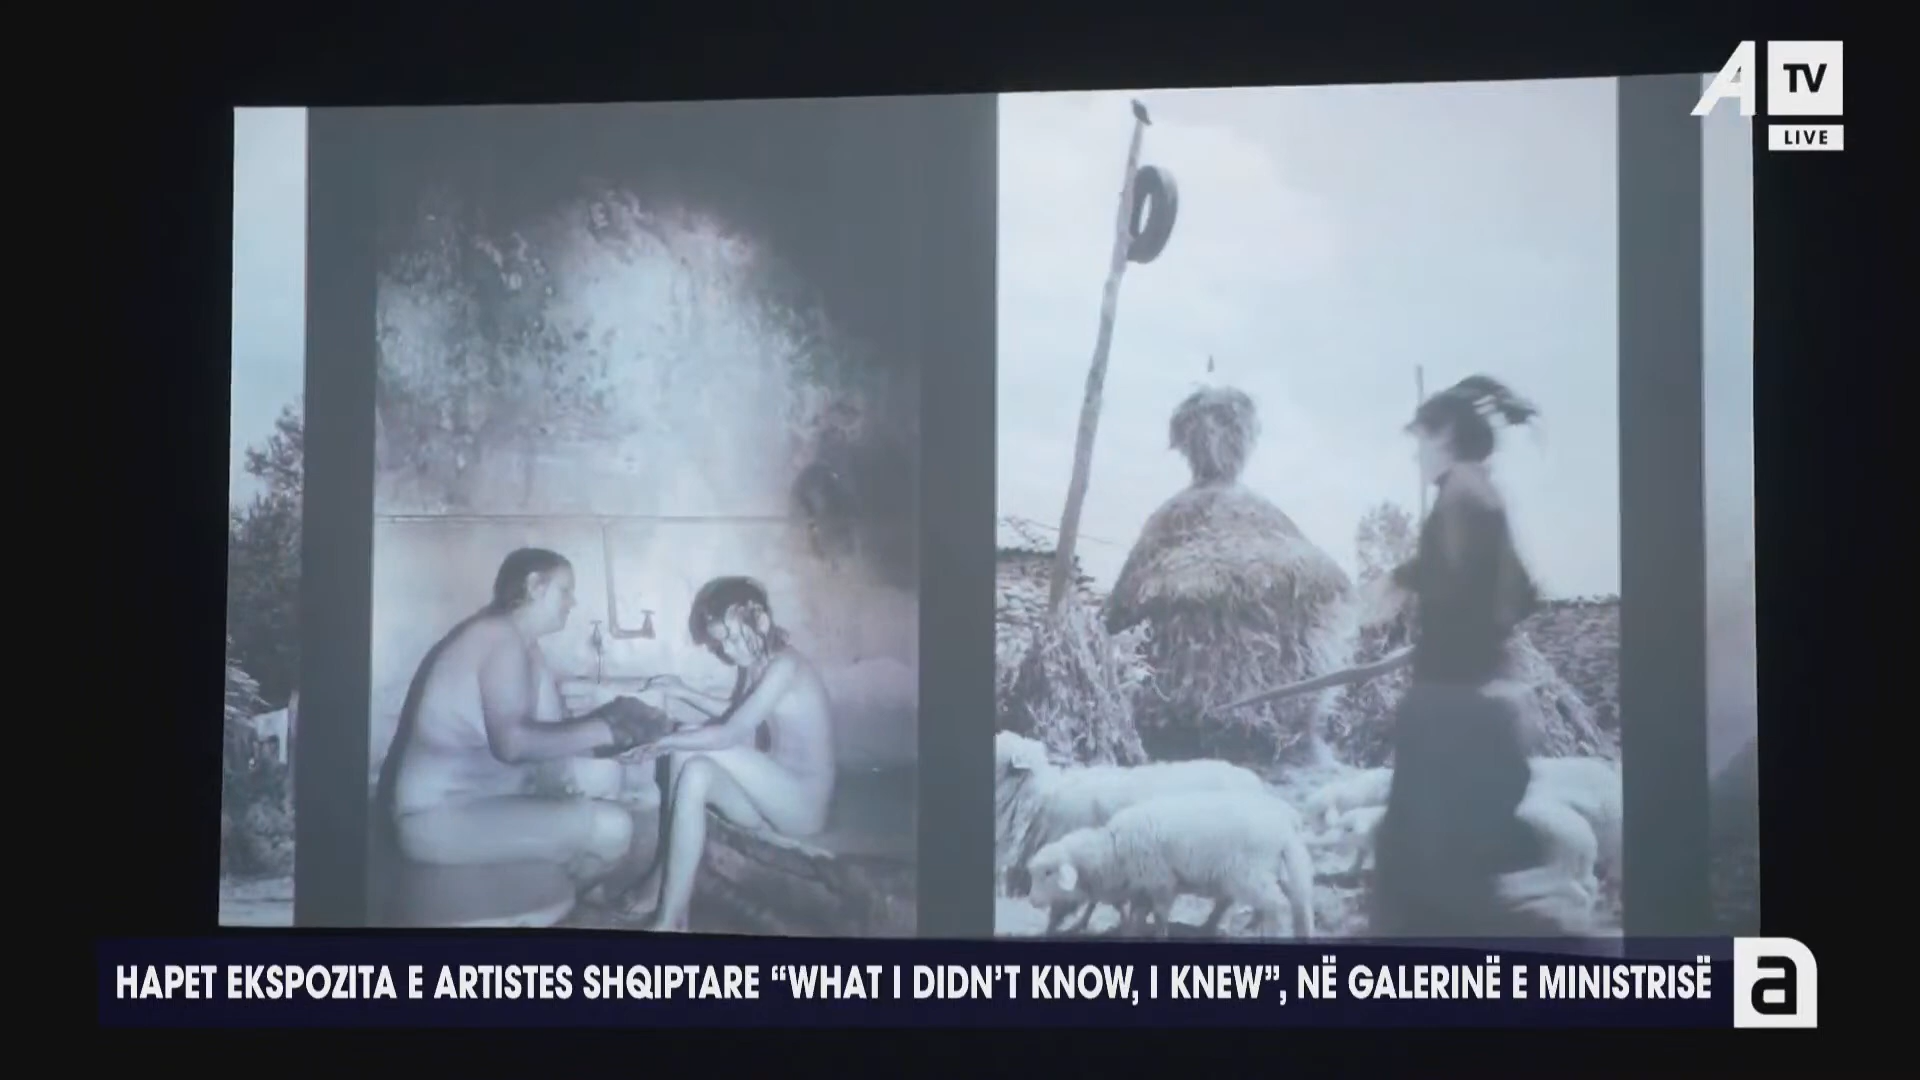 A TV
LIVE
HAPET EKSPOZITA E ARTISTES SHQIPTARE “WHAT I DIDN’T KNOW, I KNEW”, NË GALERINË E MINISTRISË
a